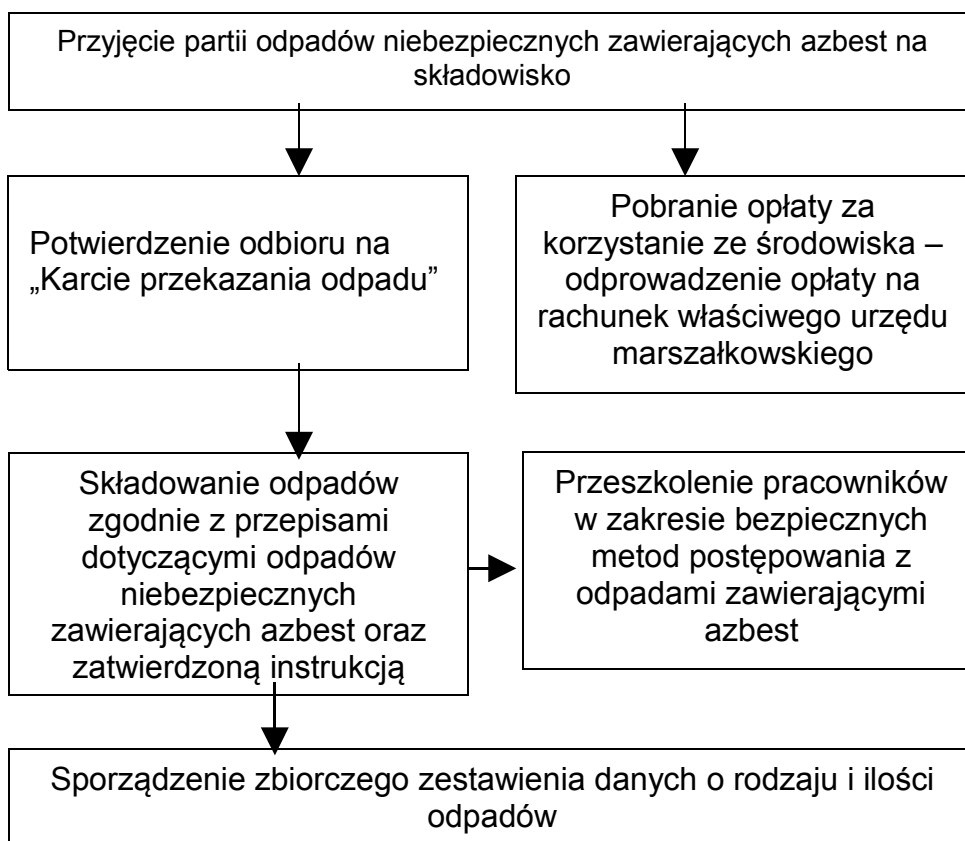 Przyjęcie partii odpadów niebezpiecznych zawierających azbest na
składowisko
Potwierdzenie odbioru na
„Karcie przekazania odpadu”
Pobranie opłaty za
korzystanie ze środowiska –
odprowadzenie opłaty na
rachunek właściwego urzędu
marszałkowskiego
Składowanie odpadów
zgodnie z przepisami
dotyczącymi odpadów
niebezpiecznych
zawierających azbest oraz
zatwierdzoną instrukcją
Przeszkolenie pracowników
w zakresie bezpiecznych
metod postępowania z
odpadami zawierającymi
azbest
Sporządzenie zbiorczego zestawienia danych o rodzaju i ilości
odpadów